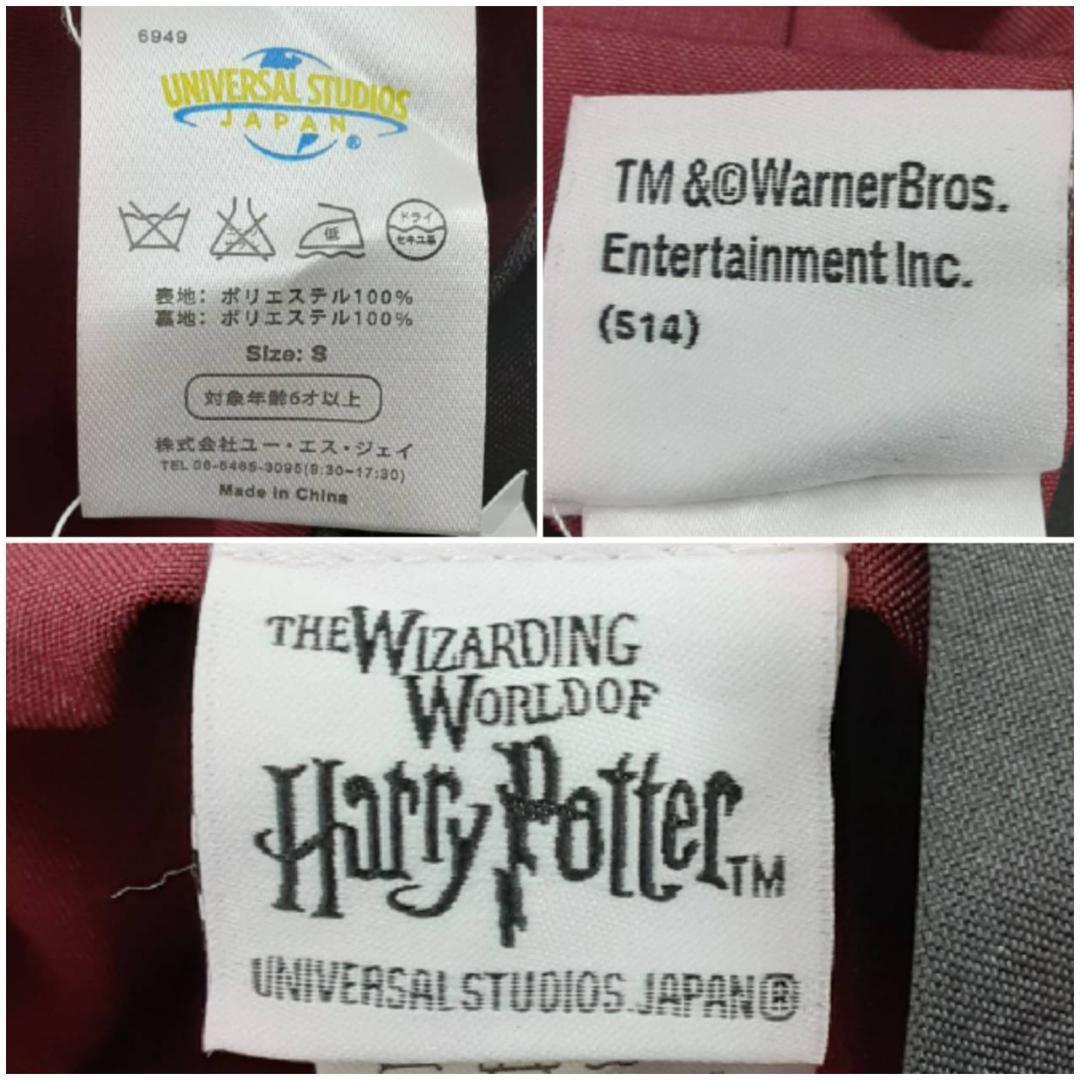 6949
UNIVERSAL STUDIOS
JAPAN®
低
ドライ
セキユ系
表地: ポリエステル100%
裏地: ポリエステル100%
Size: S
対象年齢6才以上
株式会社ユー・エス・ジェイ
TEL 06-6465-3095(9:30~17:30)
Made in China
TM &©WarnerBros.
Entertainment Inc.
(S14)
THE WIZARDING
WORLD OF
Harry Potter TM
UNIVERSAL STUDIOS JAPAN®